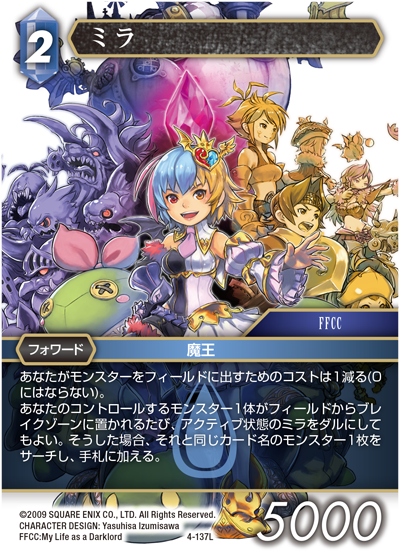 2
ミラ
FFCC
フォワード
魔王
あなたがモンスターをフィールドに出すためのコストは1減る(0
にはならない)。
あなたのコントロールするモンスター1体がフィールドからブレ
イクゾーンに置かれるたび、アクティブ状態のミラをダルにして
もよい。そうした場合、それと同じカード名のモンスター1枚を
サーチし、手札に加える。
©2009 SQUARE ENIX CO., LTD. All Rights Reserved.
CHARACTER DESIGN: Yasuhisa Izumisawa
FFCC:My Life as a Darklord
4-137L
5000